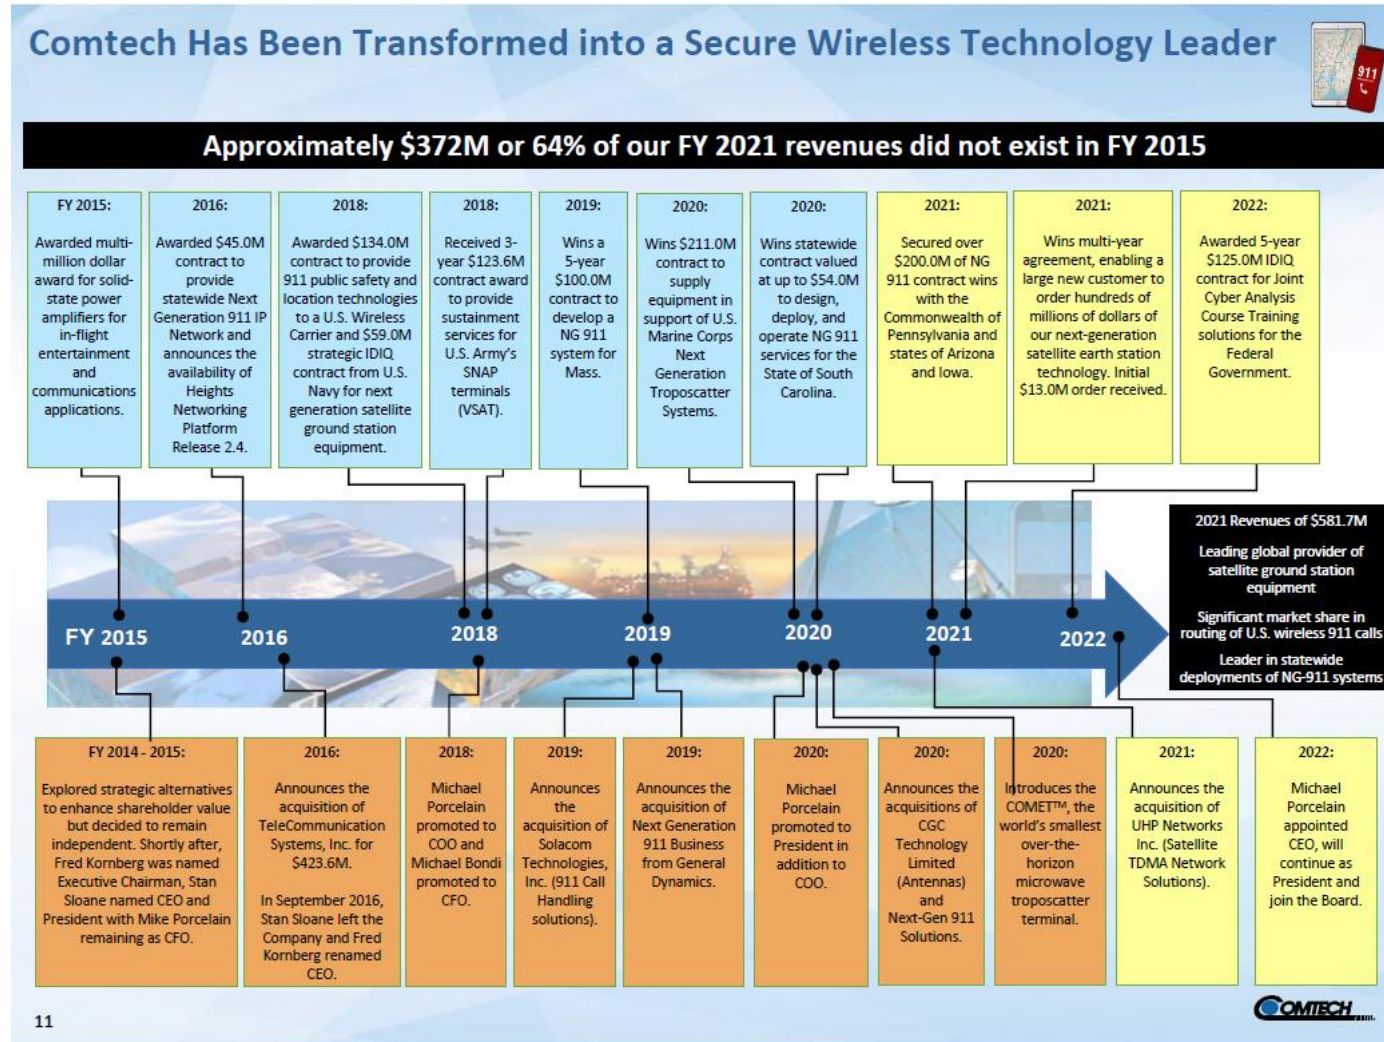 Comtech Has Been Transformed into a Secure Wireless Technology Leader
911
Approximately $372M or 64% of our FY 2021 revenues did not exist in FY 2015
FY 2015:
Awarded multi-
million dollar
award for solid-
state power
amplifiers for
in-flight
entertainment
and
communications
applications.
2016:
Awarded $45.0M
contract to
provide
statewide Next
Generation 911 IP
Network and
announces the
availability of
Heights
Networking
Platform
Release 2.4.
2018:
Awarded $134.0M
contract to provide
911 public safety and
location technologies
to a U.S. Wireless
Carrier and $59.0M
strategic IDIQ
contract from U.S.
Navy for next
generation satellite
ground station
equipment.
2018:
Received 3-
year $123.6M
contract award
to provide
sustainment
services for
U.S. Army's
SNAP
terminals
(VSAT).
2019:
Wins a
5-year
$100.0M
contract to
develop a
NG 911
system for
Mass.
2020:
Wins $211.0M
contract to
supply
equipment in
support of U.S.
Marine Corps
Next
Generation
Troposcatter
Systems.
2020:
Wins statewide
contract valued
at up to $54.0M
to design,
deploy, and
operate NG 911
services for the
State of South
Carolina.
2021:
Secured over
$200.0M of NG
911 contract wins
with the
Commonwealth of
Pennsylvania and
states of Arizona
and Iowa.
2021:
Wins multi-year
agreement, enabling a
large new customer to
order hundreds of
millions of dollars of
our next-generation
satellite earth station
technology. Initial
$13.0M order received.
2022:
Awarded 5-year
$125.0M IDIQ
contract for Joint
Cyber Analysis
Course Training
solutions for the
Federal
Government.
FY 2015
2016
2018
2019
2020
2021
2022
2021 Revenues of $581.7M
Leading global provider of
satellite ground station
equipment
Significant market share in
routing of U.S. wireless 911 calls
Leader in statewide
deployments of NG-911 systems
FY 2014 - 2015:
Explored strategic alternatives
to enhance shareholder value
but decided to remain
independent. Shortly after,
Fred Kornberg was named
Executive Chairman, Stan
Sloane named CEO and
President with Mike Porcelain
remaining as CFO.
2016:
Announces the
acquisition of
TeleCommunication
Systems, Inc. for
$423.6M.
In September 2016,
Stan Sloane left the
Company and Fred
Kornberg renamed
CEO.
2018:
Michael
Porcelain
promoted to
COO and
Michael Bondi
promoted to
CFO.
2019:
Announces
the
acquisition of
Solacom
Technologies,
Inc. (911 Call
Handling
solutions).
2019:
Announces the
acquisition of
Next Generation
911 Business
from General
Dynamics.
2020:
Michael
Porcelain
promoted to
President in
addition to
COO.
2020:
Announces the
acquisitions of
CGC
Technology
Limited
(Antennas)
and
Next-Gen 911
Solutions.
2020:
Introduces the
COMET™, the
world's smallest
over-the-
horizon
microwave
troposcatter
terminal.
2021:
Announces the
acquisition of
UHP Networks
Inc. (Satellite
TDMA Network
Solutions).
2022:
Michael
Porcelain
appointed
CEO, will
continue as
President and
join the Board.
11
COMTECH